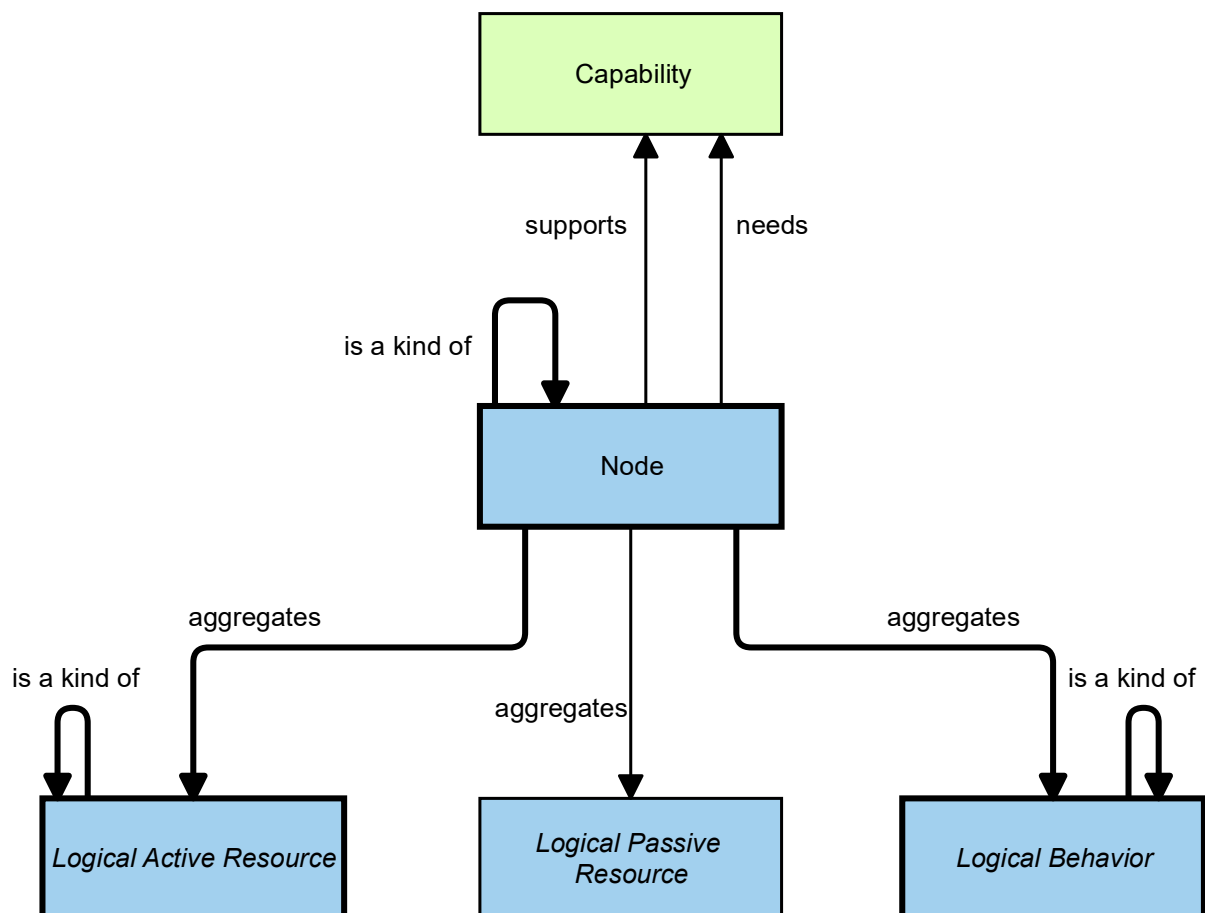 Capability
supports
needs
is a kind of
Node
aggregates
aggregates
is a kind of
is a kind of
aggregates
Logical Active Resource
Logical Passive
Resource
Logical Behavior